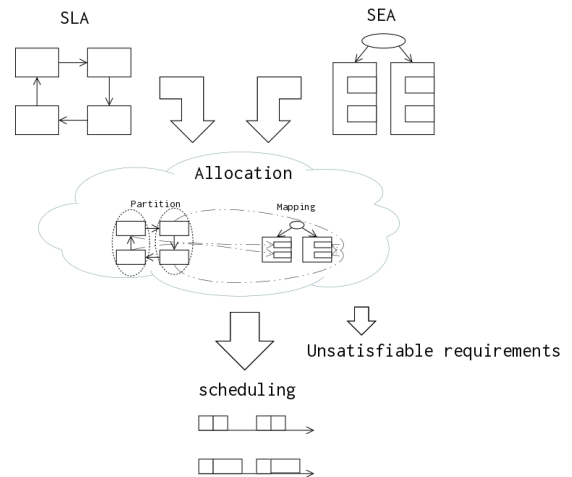 SLA
SEA
Allocation
Partition
Mapping
Unsatisfiable requirements
scheduling